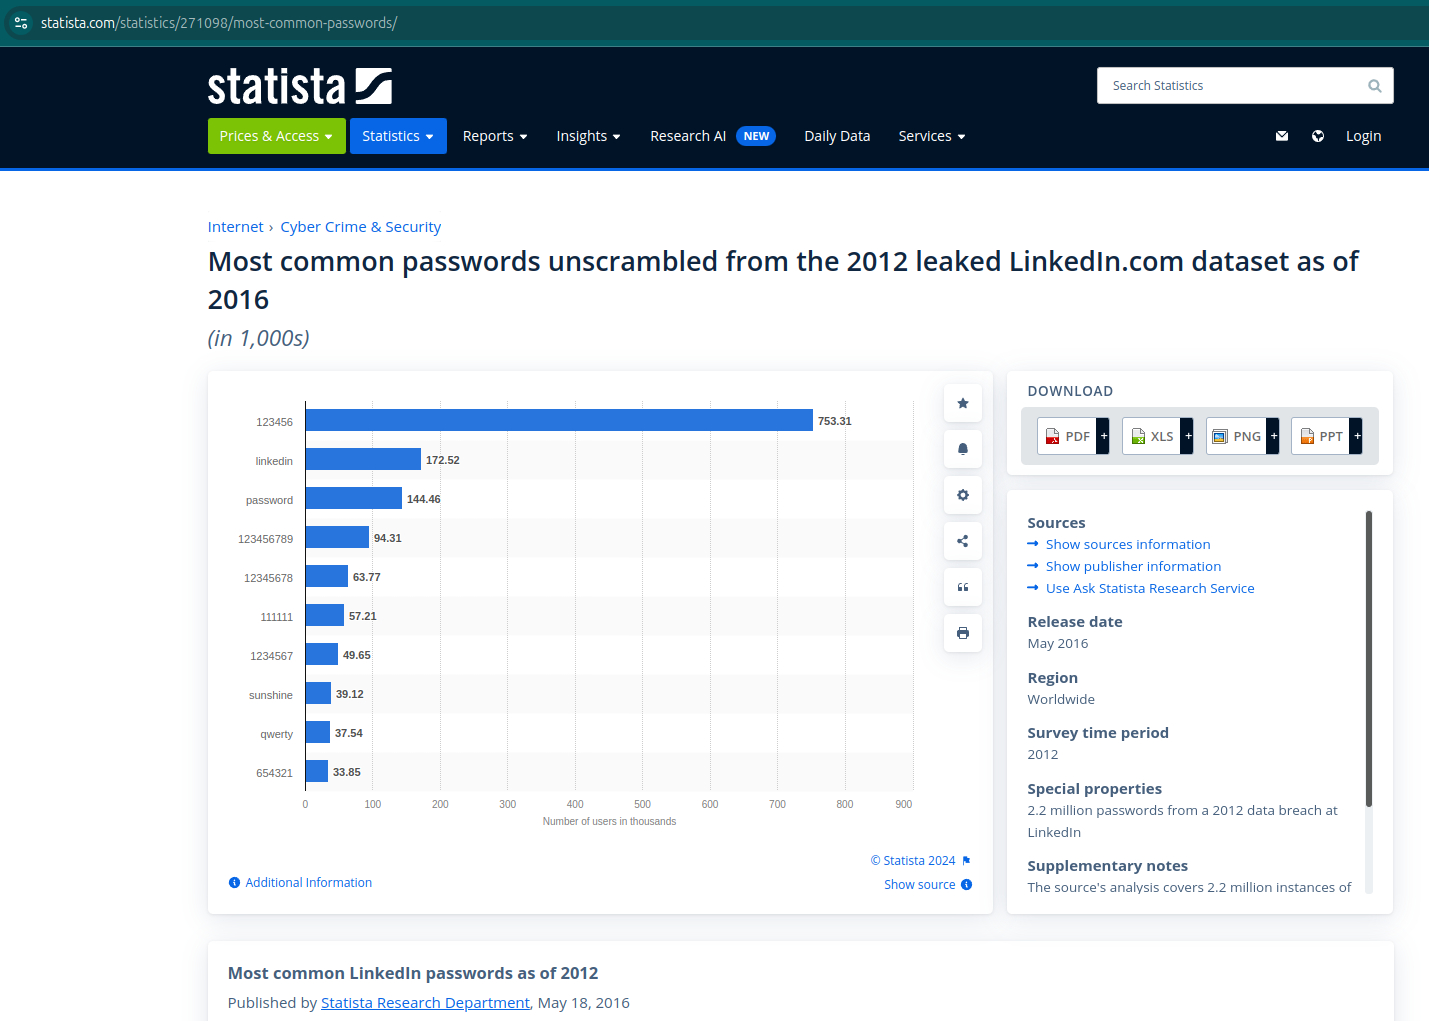 statista.com/statistics/271098/most-common-passwords/
statista
Search Statistics
Prices & Access Statistics Reports Insights Research AI NEW Daily Data Services Login
Internet › Cyber Crime & Security
Most common passwords unscrambled from the 2012 leaked LinkedIn.com dataset as of
2016
(in 1,000s)
123456 753.31
linkedin 172.52
password 144.46
123456789 94.31
12345678 63.77
111111 57.21
1234567 49.65
sunshine 39.12
qwerty 37.54
654321 33.85
0 100 200 300 400 500 600 700 800 900
Number of users in thousands
© Statista 2024
Additional Information
Show source
DOWNLOAD
PDF + XLS + PNG + PPT +
Sources
Show sources information
Show publisher information
Use Ask Statista Research Service
Release date
May 2016
Region
Worldwide
Survey time period
2012
Special properties
2.2 million passwords from a 2012 data breach at
LinkedIn
Supplementary notes
The source's analysis covers 2.2 million instances of
Most common LinkedIn passwords as of 2012
Published by Statista Research Department, May 18, 2016